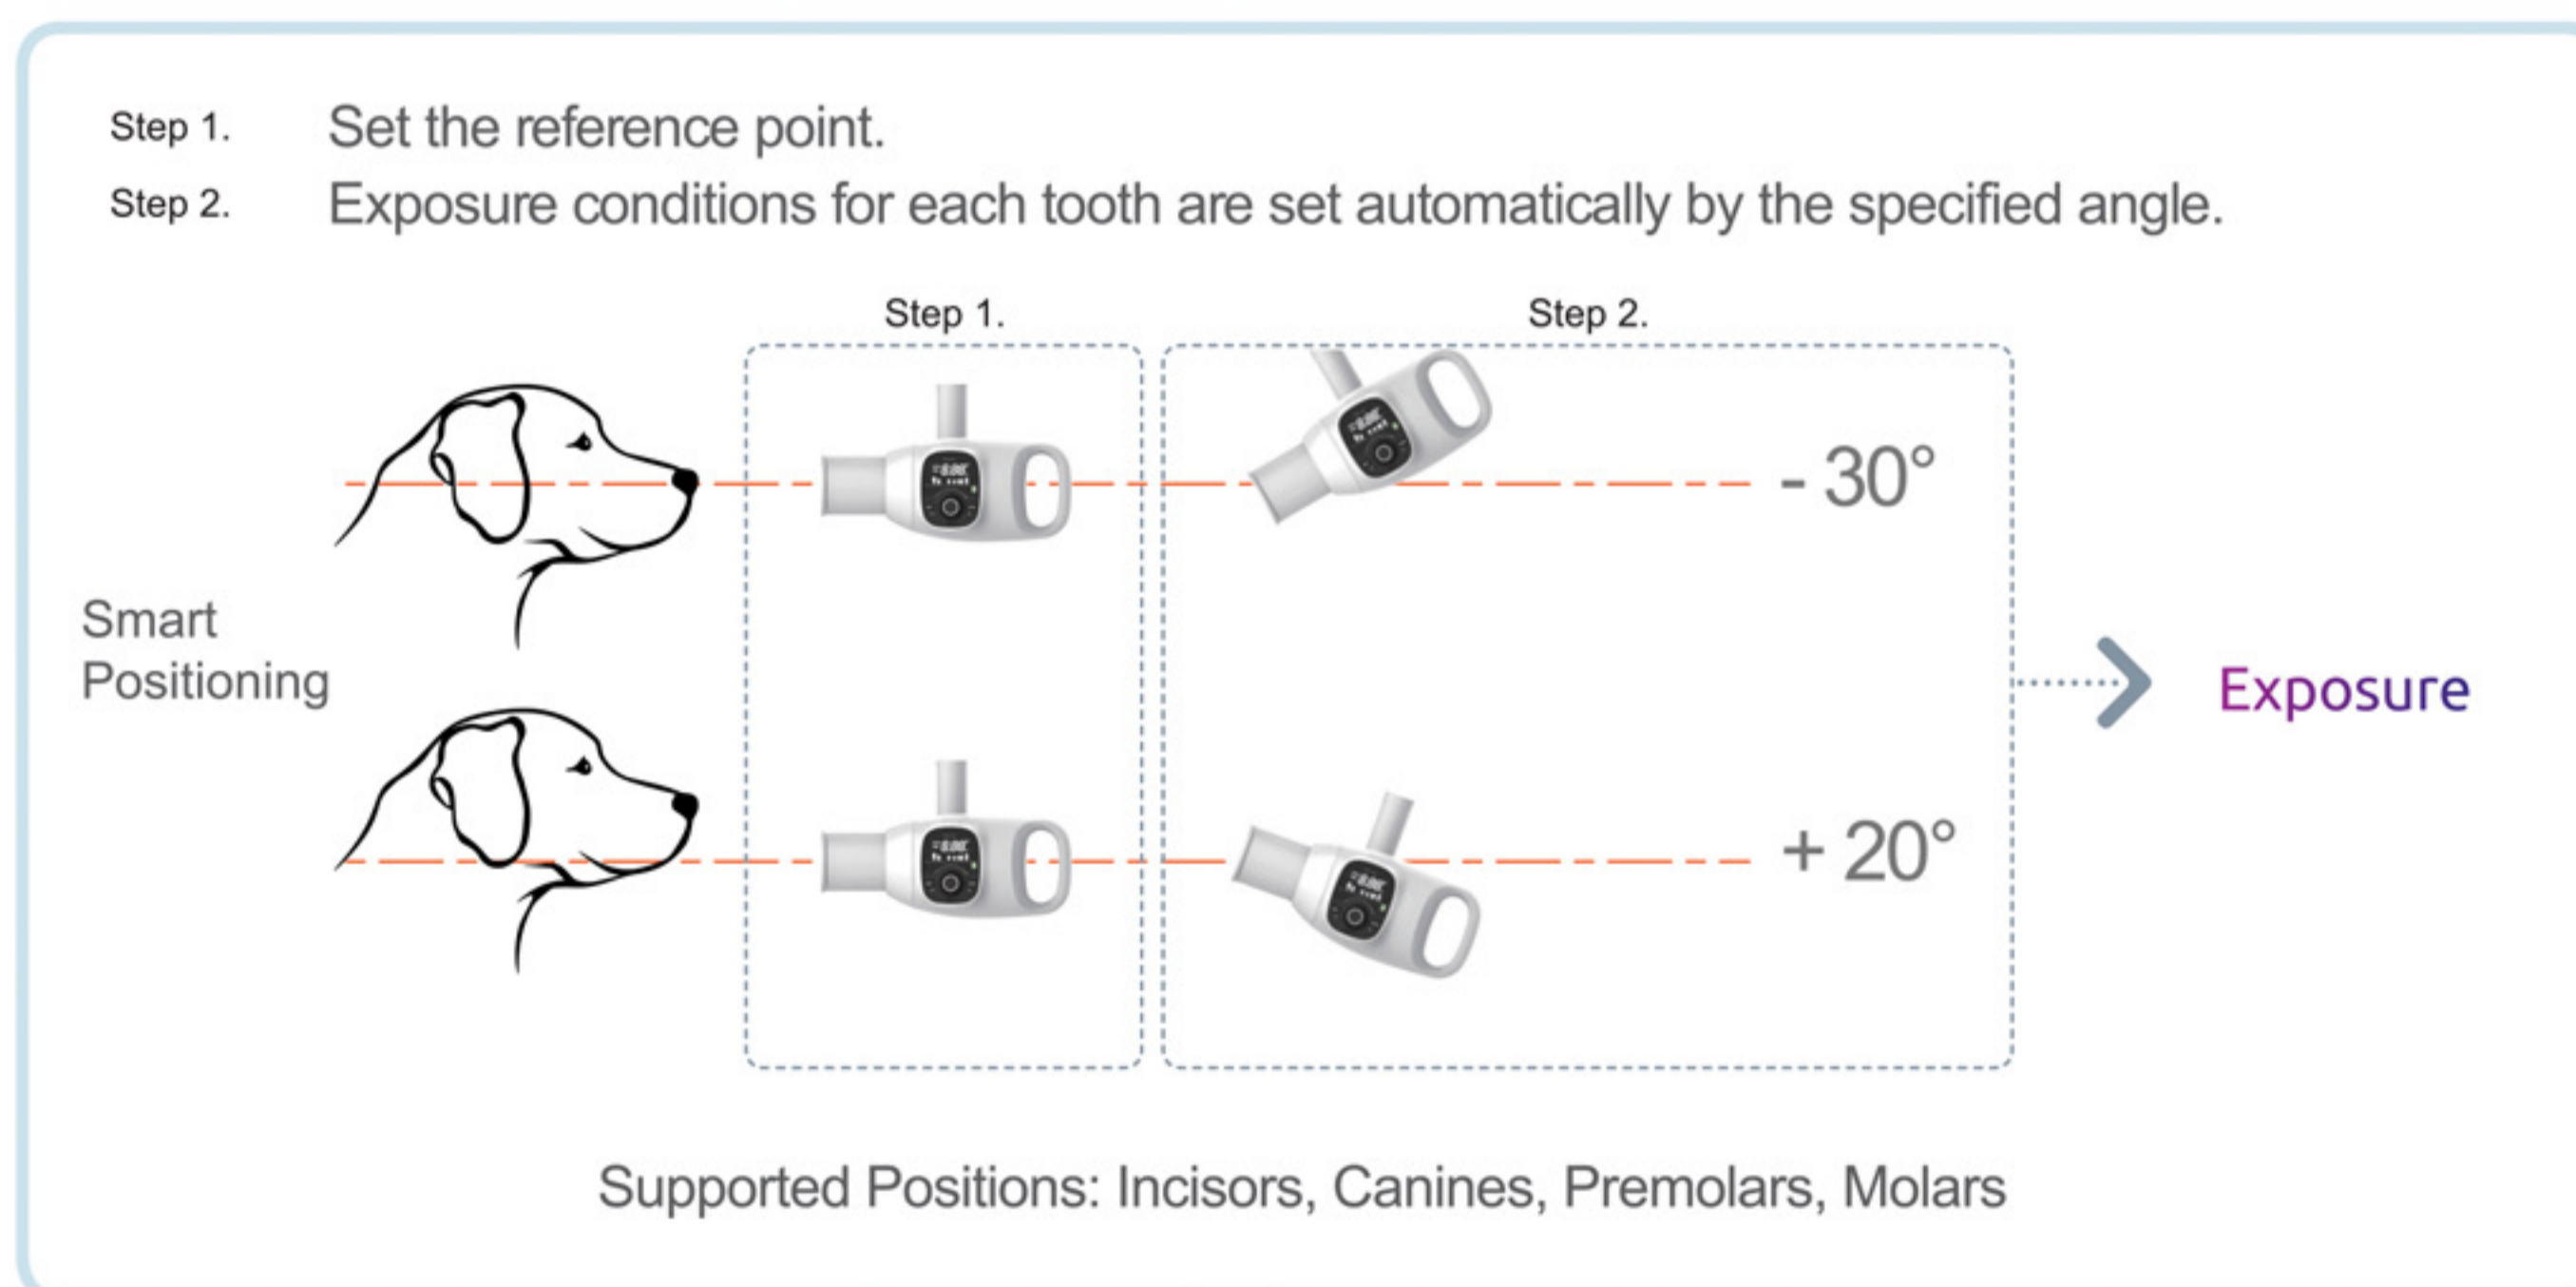 Step 1. Set the reference point.
Step 2. Exposure conditions for each tooth are set automatically by the specified angle.
Step 1.
Step 2.
- 30°
Smart
Positioning
Exposure
+ 20°
Supported Positions: Incisors, Canines, Premolars, Molars